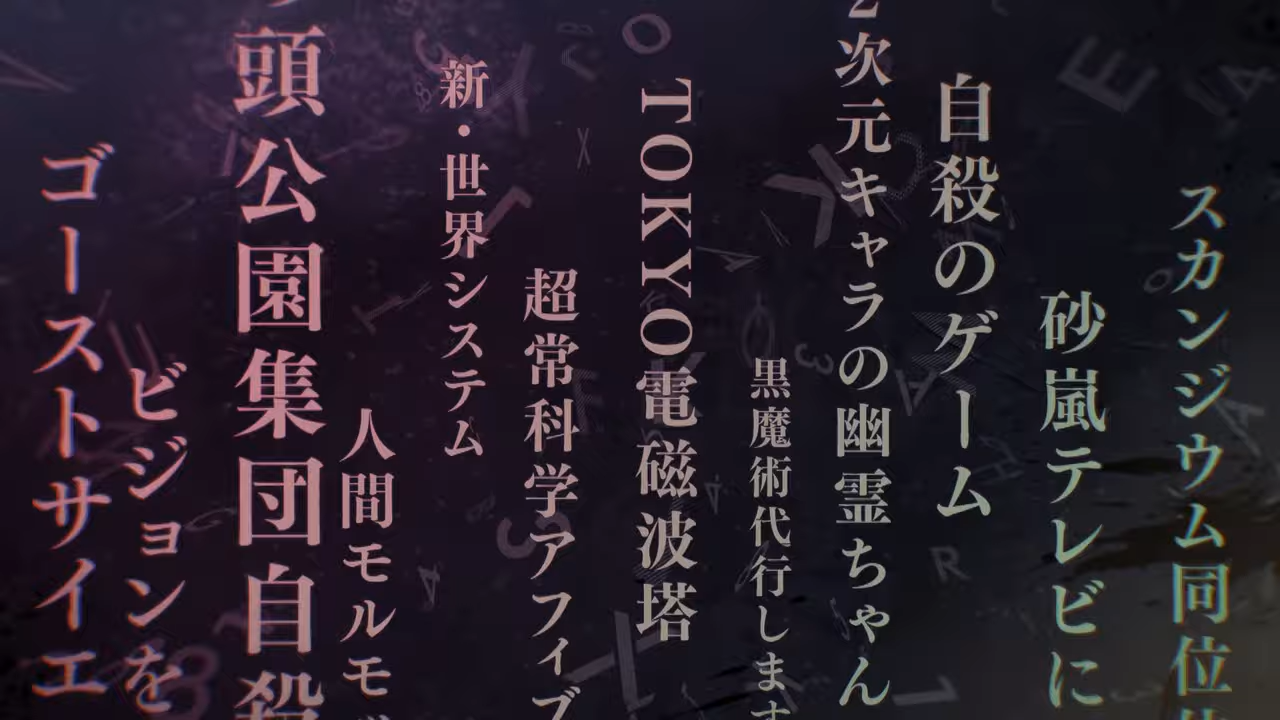 スカンジウム同位体
砂嵐テレビに
自殺のゲーム
2次元キャラの幽霊ちゃん
黒魔術代行します
TOKYO電磁波塔
超常科学アフィブ
新・世界システム
人間モルモ
頭公園集団自殺
ビジョンを
ゴーストサイエ